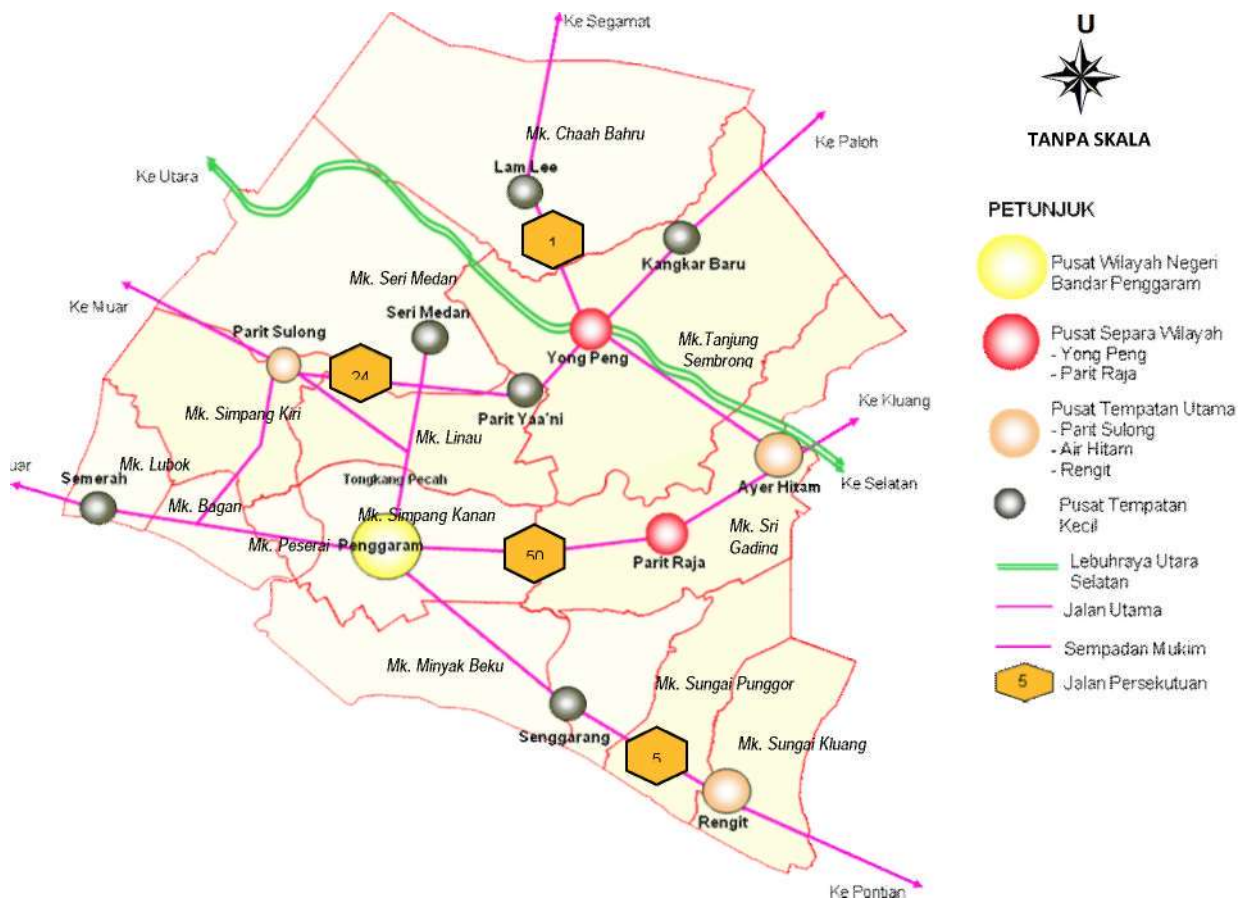 Ke Segamat
U
TANPA SKALA
Mk. Chaah Bahru
Ke Paloh
Ke Utara
Lam Lee
1
Kangkar Baru
Mk. Seri Medan
Ke Muar
Seri Medan
Parit Sulong
Yong Peng
Mk.Tanjung
Sembrong
24
Parit Yaa'ni
Ke Kluang
Mk. Simpang Kiri
Mk. Linau
Mk. Lubok
Tongkang Pecah
Ayer Hitam
Ke Selatan
uar
Semerah
Mk. Bagan
Mk. Simpang Kanan
Mk. Sri
Gading
Mk. Peserai
Penggaram
50
Parit Raja
Mk. Minyak Beku
Mk. Sungai Punggor
Senggarang
Mk. Sungai Kluang
5
Rengit
Ke Pontian
PETUNJUK
Pusat Wilayah Negeri
Bandar Penggaram
Pusat Separa Wilayah
- Yong Peng
- Parit Raja
Pusat Tempatan Utama
- Parit Sulong
- Air Hitam
- Rengit
Pusat Tempatan
Kecil
Lebuhraya Utara
Selatan
Jalan Utama
Sempadan Mukim
5
Jalan Persekutuan